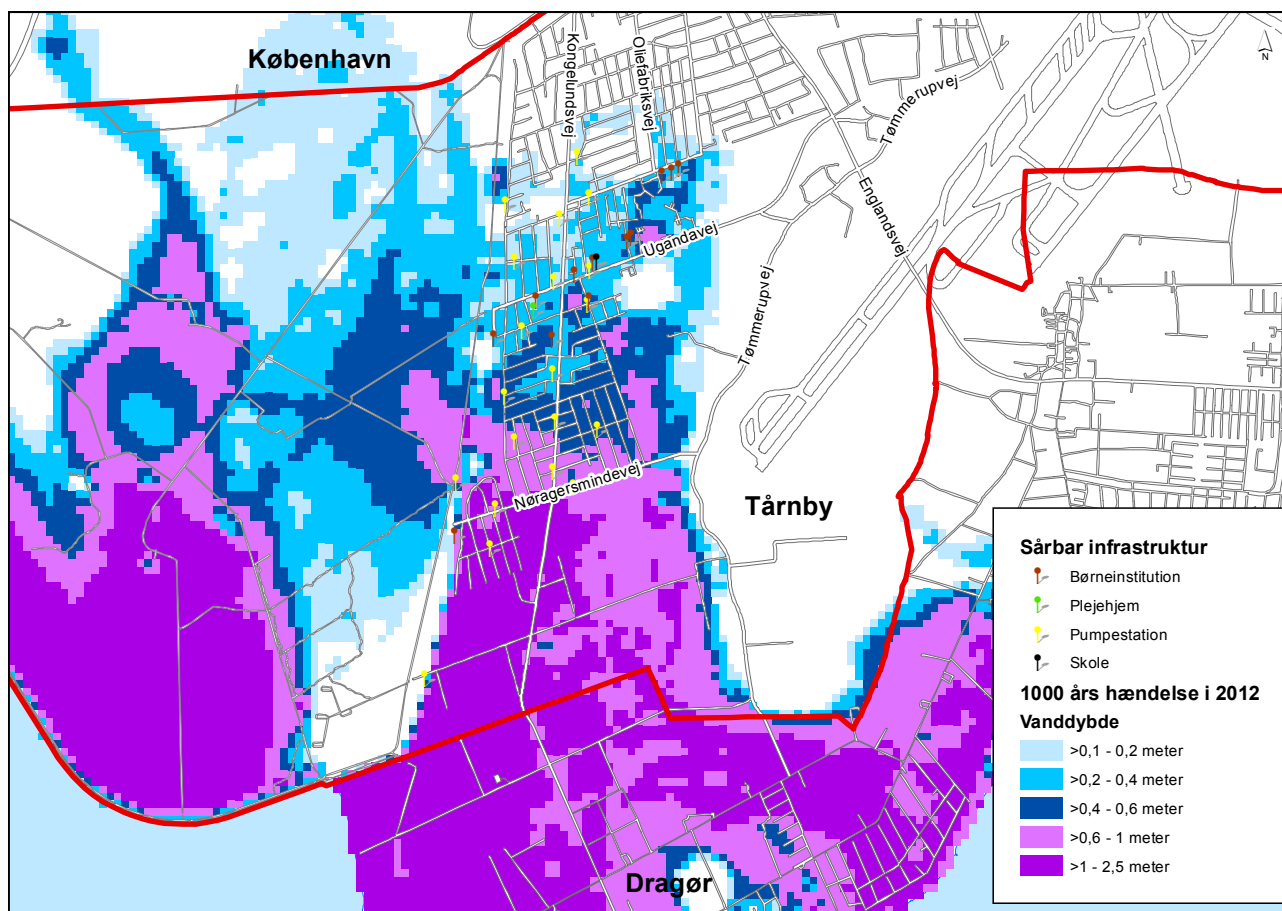 København
Kongelundsvej
Oliefabriksvej
Tømmerupvej
Englandsvej
N
Ugandavej
Tømmerupvej
Nøragersmindevej
Tårnby
Dragør
Sårbar infrastruktur
Børneinstitution
Plejehjem
Pumpestation
Skole
1000 års hændelse i 2012
Vanddybde
>0,1 - 0,2 meter
>0,2 - 0,4 meter
>0,4 - 0,6 meter
>0,6 - 1 meter
>1 - 2,5 meter